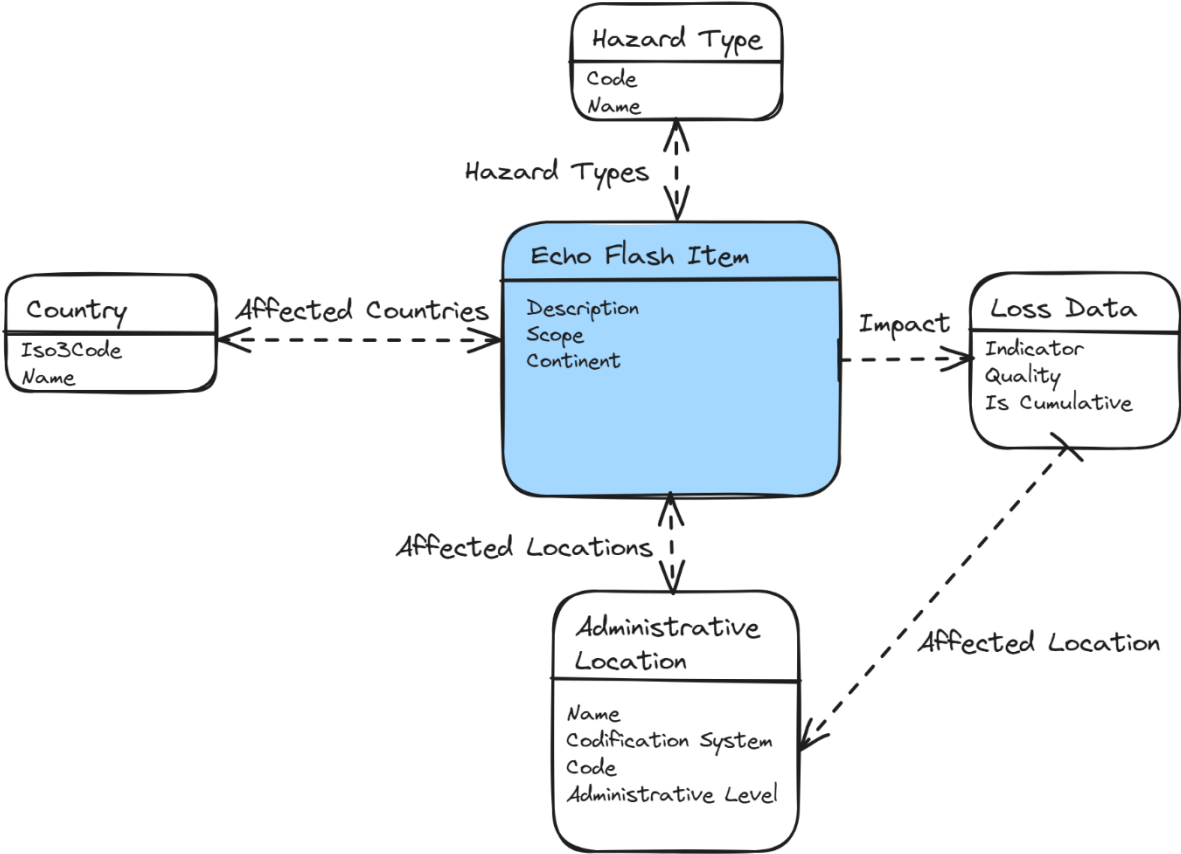 Hazard Type
Code
Name
Hazard Types
Echo Flash Item
Description
Scope
Continent
Country
Iso3Code
Name
Affected Countries
Impact
Loss Data
Indicator
Quality
Is Cumulative
Affected Locations
Administrative
Location
Name
Codification System
Code
Administrative Level
Affected Location